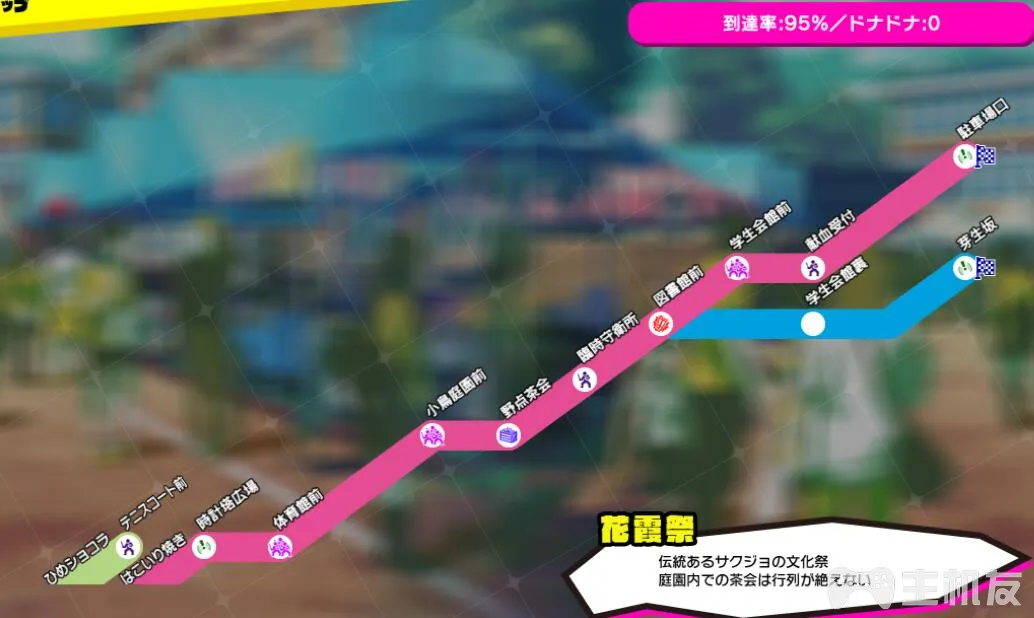 ップ
到達率:95%／ドナドナ:0
駐車場口
芽生坂
学生会館前
献血受付
学生会館裏
図書館前
臨時守衛所
小鳥庭園前
野点茶会
テニスコート前
時計塔広場
体育館前
ひめショコラ
はこいり焼き
花霞祭
伝統あるサクジョの文化祭
庭園内での茶会は行列が絶えない
主机友